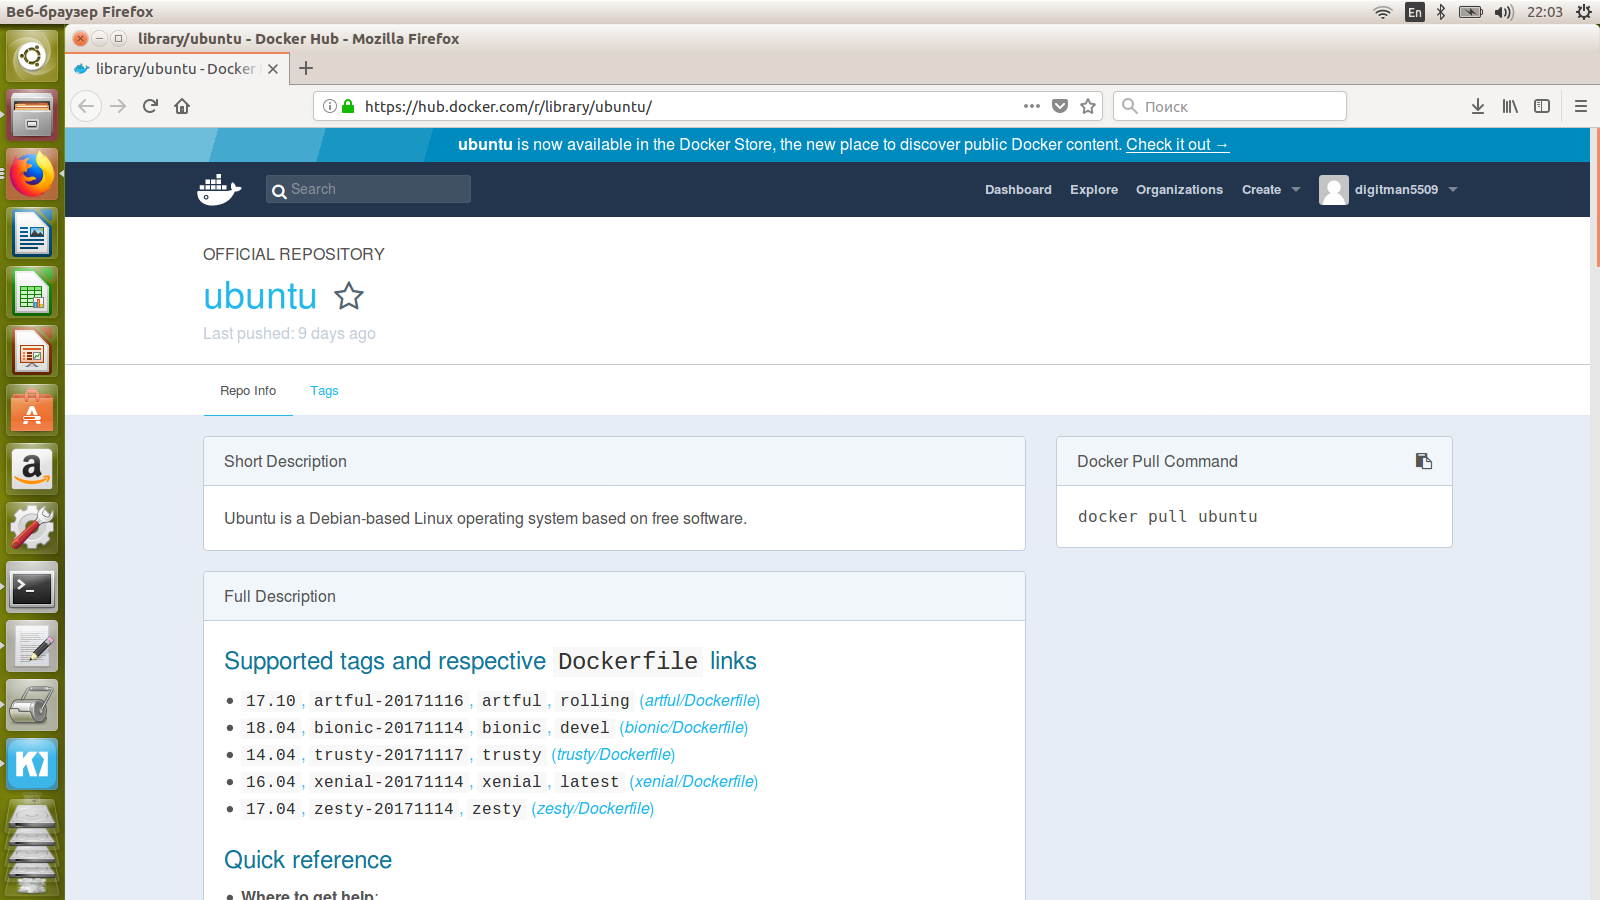 Веб-браузер Firefox
En
22:03
library/ubuntu - Docker Hub - Mozilla Firefox
library/ubuntu - Docker
https://hub.docker.com/r/library/ubuntu/
Поиск
ubuntu is now available in the Docker Store, the new place to discover public Docker content. Check it out →
Search
Dashboard Explore Organizations Create digitman5509
OFFICIAL REPOSITORY
ubuntu
Last pushed: 9 days ago
Repo Info Tags
Short Description
Ubuntu is a Debian-based Linux operating system based on free software.
Docker Pull Command
docker pull ubuntu
Full Description
Supported tags and respective Dockerfile links
• 17.10 , artful-20171116 , artful , rolling (artful/Dockerfile)
• 18.04 , bionic-20171114 , bionic , devel (bionic/Dockerfile)
• 14.04 , trusty-20171117 , trusty (trusty/Dockerfile)
• 16.04 , xenial-20171114 , xenial , latest (xenial/Dockerfile)
• 17.04 , zesty-20171114 , zesty (zesty/Dockerfile)
Quick reference
• Where to get help: